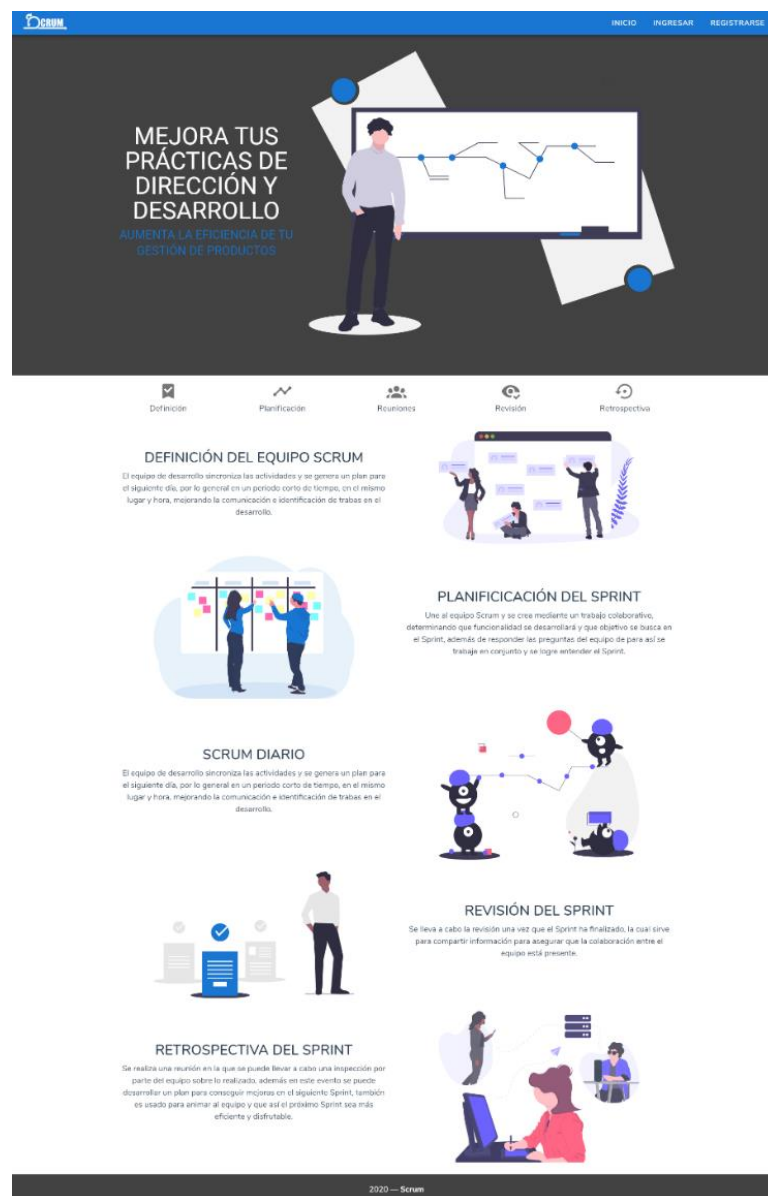 SCRUM
INICIO INGRESAR REGISTRARSE
MEJORA TUS
PRÁCTICAS DE
DIRECCIÓN Y
DESARROLLO
AUMENTA LA EFICIENCIA DE TU
GESTIÓN DE PRODUCTOS
Definición Planificación Reuniones Revisión Retrospectiva
DEFINICIÓN DEL EQUIPO SCRUM
El equipo de desarrollo sincroniza las actividades y se genera un plan para
el siguiente día, por lo general en un periodo corto de tiempo, en el mismo
lugar y hora, mejorando la comunicación e identificación de trabas en el
desarrollo.
PLANIFICICACIÓN DEL SPRINT
Une al equipo Scrum y se crea mediante un trabajo colaborativo,
determinando que funcionalidad se desarrollará y que objetivo se busca en
el Sprint, además de responder las preguntas del equipo de para así se
trabaje en conjunto y se logre entender el Sprint.
SCRUM DIARIO
El equipo de desarrollo sincroniza las actividades y se genera un plan para
el siguiente día, por lo general en un periodo corto de tiempo, en el mismo
lugar y hora, mejorando la comunicación e identificación de trabas en el
desarrollo.
REVISIÓN DEL SPRINT
Se lleva a cabo la revisión una vez que el Sprint ha finalizado, la cual sirve
para compartir información para asegurar que la colaboración entre el
equipo está presente.
RETROSPECTIVA DEL SPRINT
Se realiza una reunión en la que se puede llevar a cabo una inspección por
parte del equipo sobre lo realizado, además en este evento se puede
desarrollar un plan para conseguir mejoras en el siguiente Sprint, también
es usado para animar al equipo y que así el próximo Sprint sea más
eficiente y disfrutable.
2020 — Scrum